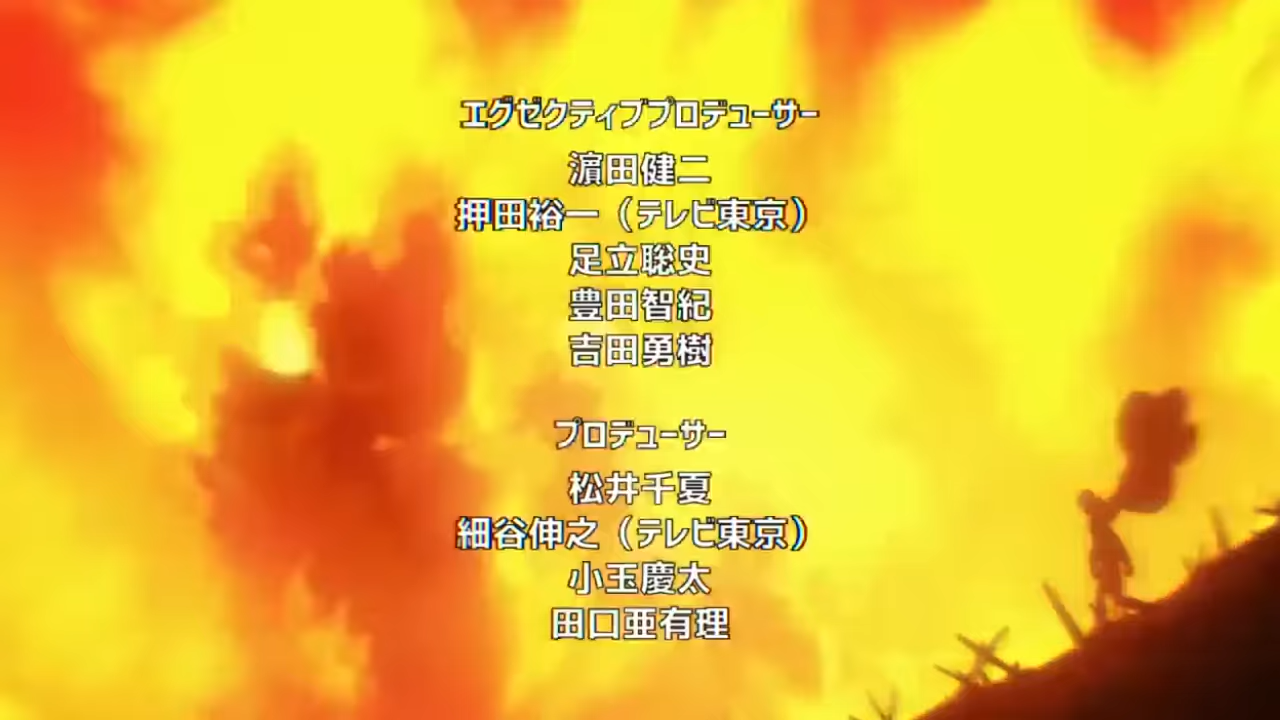 エグゼクティブプロデューサー
濵田健二
押田裕一（テレビ東京）
足立聡史
豊田智紀
吉田勇樹
プロデューサー
松井千夏
細谷伸之（テレビ東京）
小玉慶太
田口亜有理